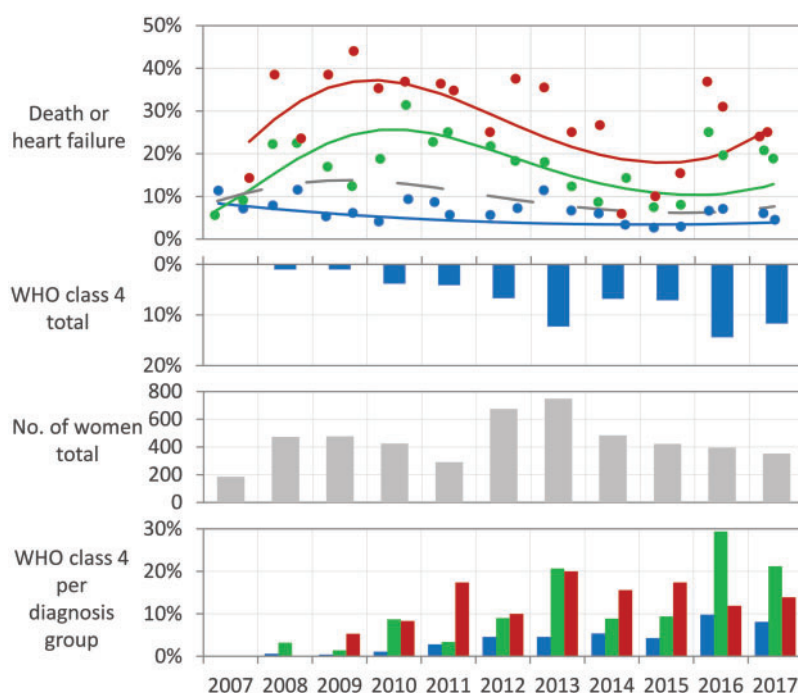 50%
40%
Death or
30%
heart failure
20%
10%
0%
0%
WHO class 4
10%
total
20%
800
No. of women
600
total
400
200
0
30%
WHO class 4
20%
per
diagnosis
10%
group
0%
2007 2008 2009 2010 2011 2012 2013 2014 2015 2016 2017